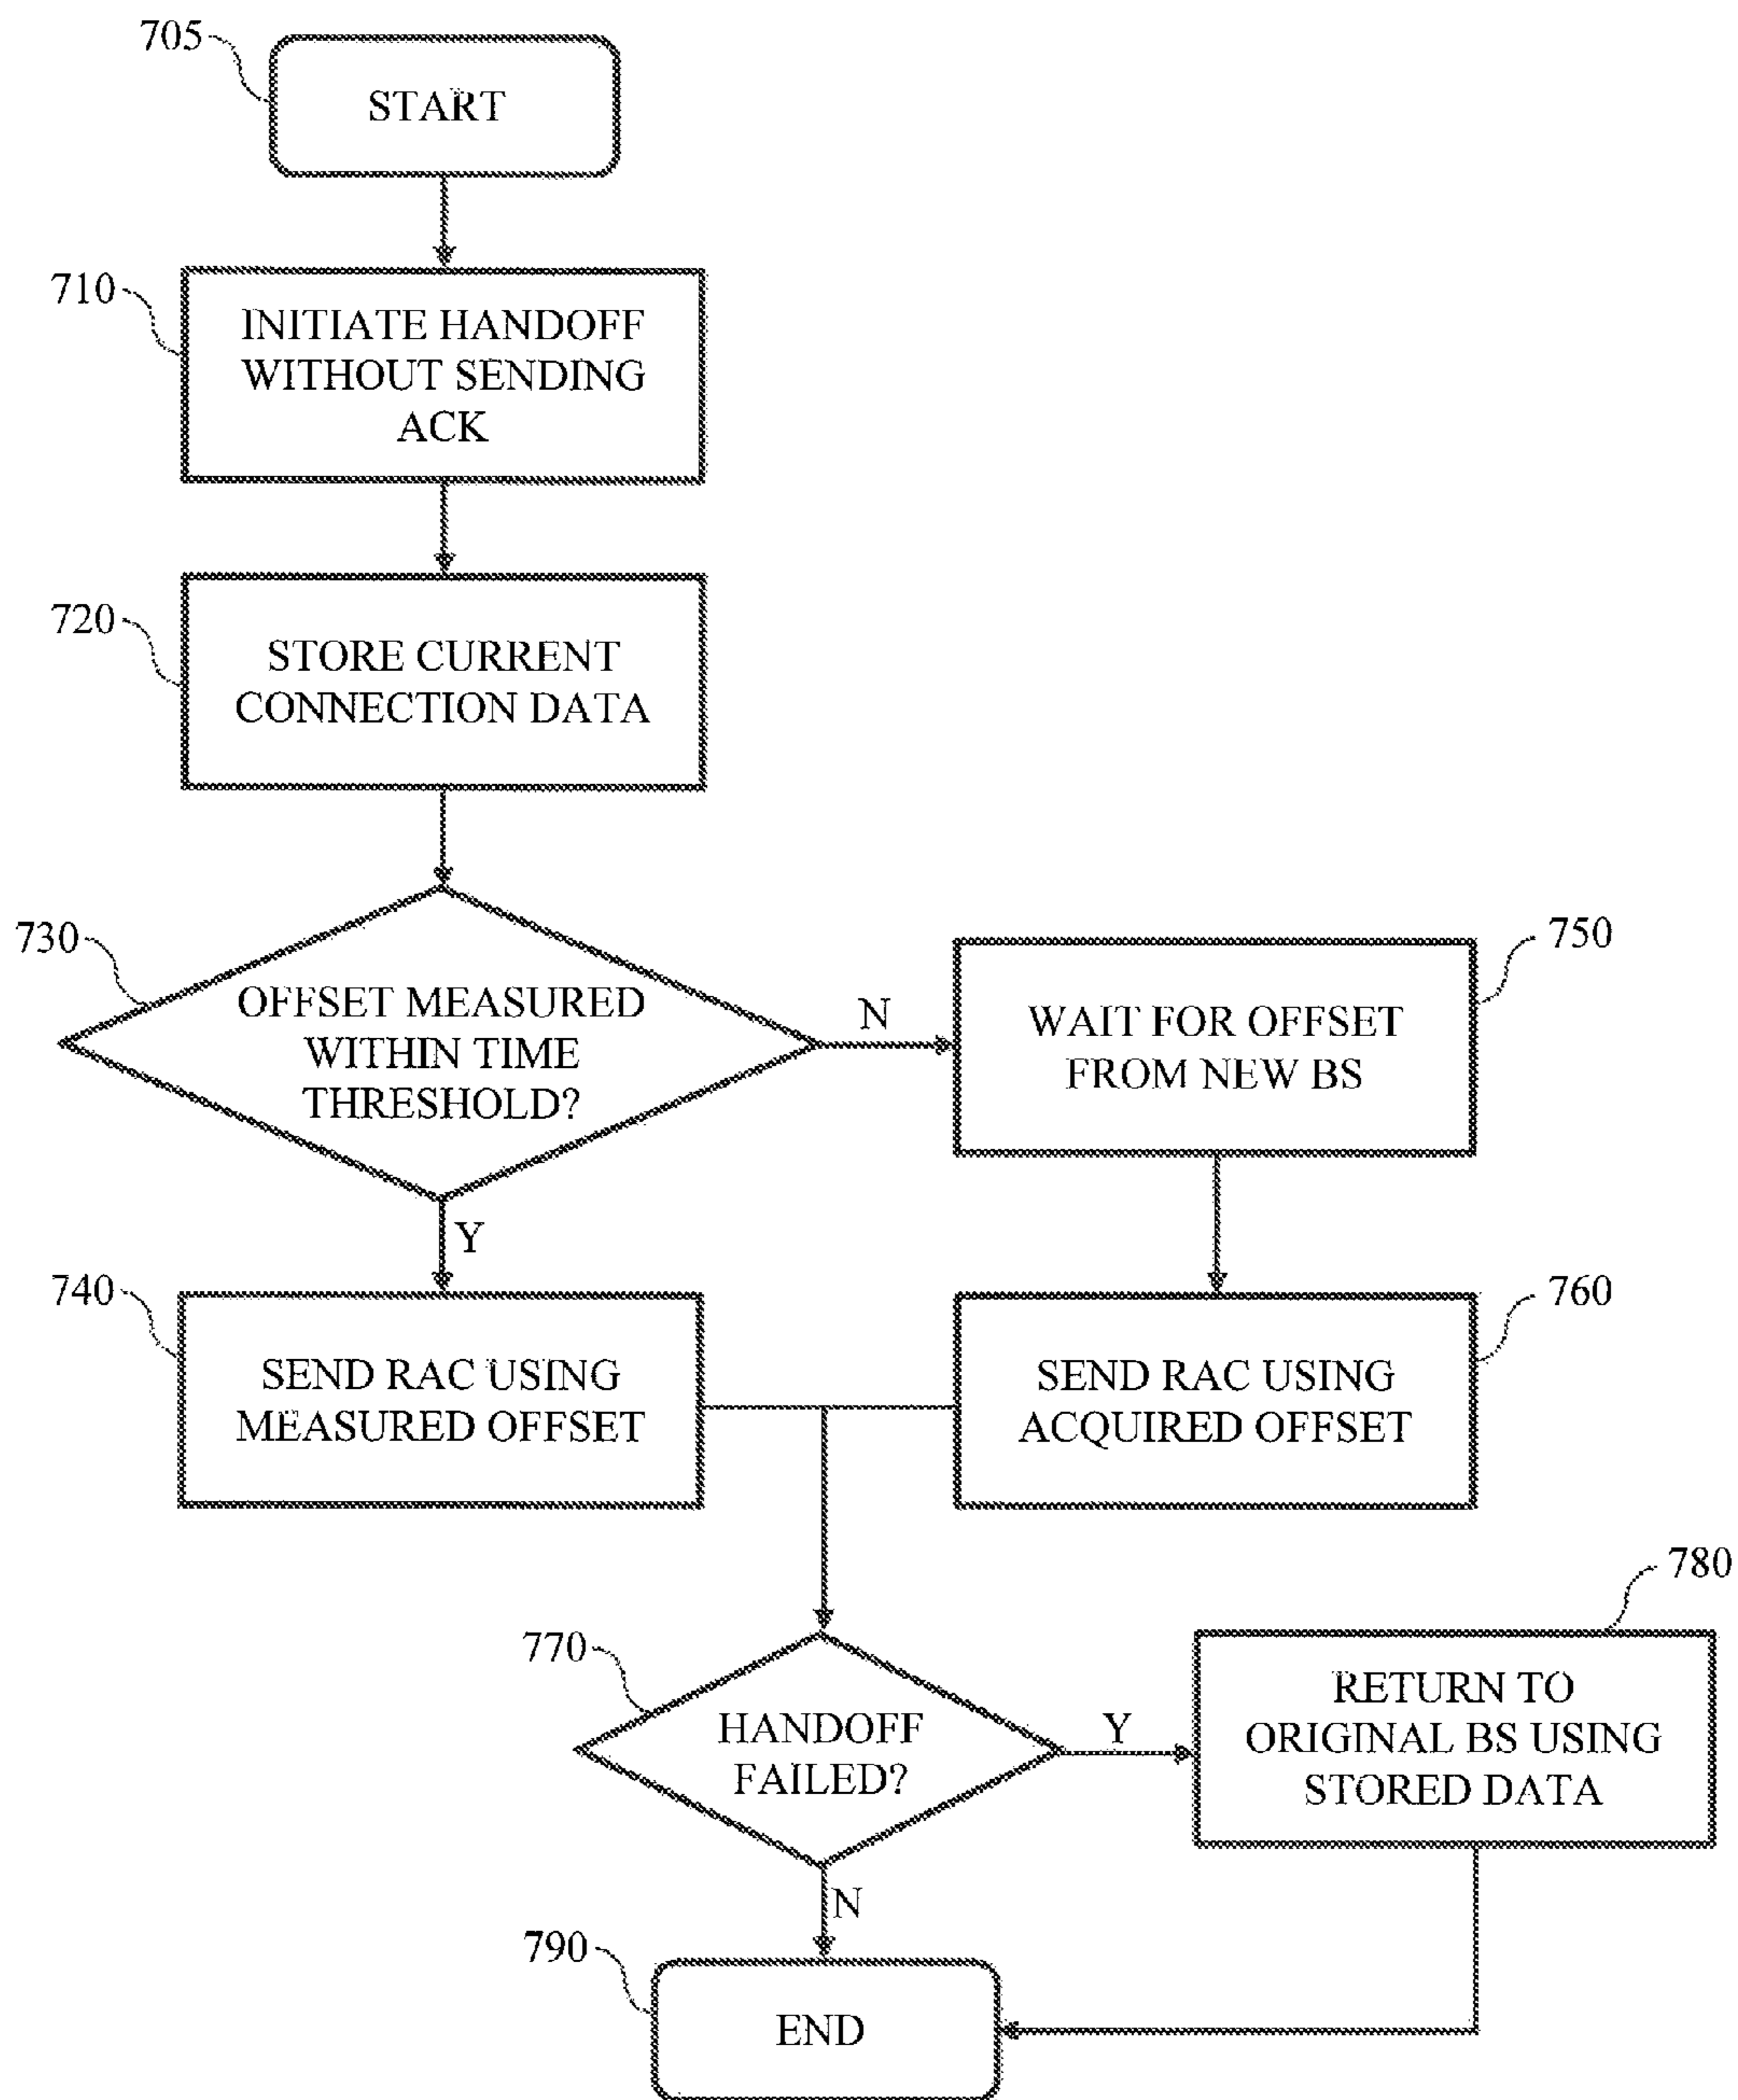 705
START
710
INITIATE HANDOFF
WITHOUT SENDING
ACK
720
STORE CURRENT
CONNECTION DATA
730
OFFSET MEASURED
WITHIN TIME
THRESHOLD?
N
750
WAIT FOR OFFSET
FROM NEW BS
Y
740
SEND RAC USING
MEASURED OFFSET
760
SEND RAC USING
ACQUIRED OFFSET
770
HANDOFF
FAILED?
Y
780
RETURN TO
ORIGINAL BS USING
STORED DATA
N
790
END